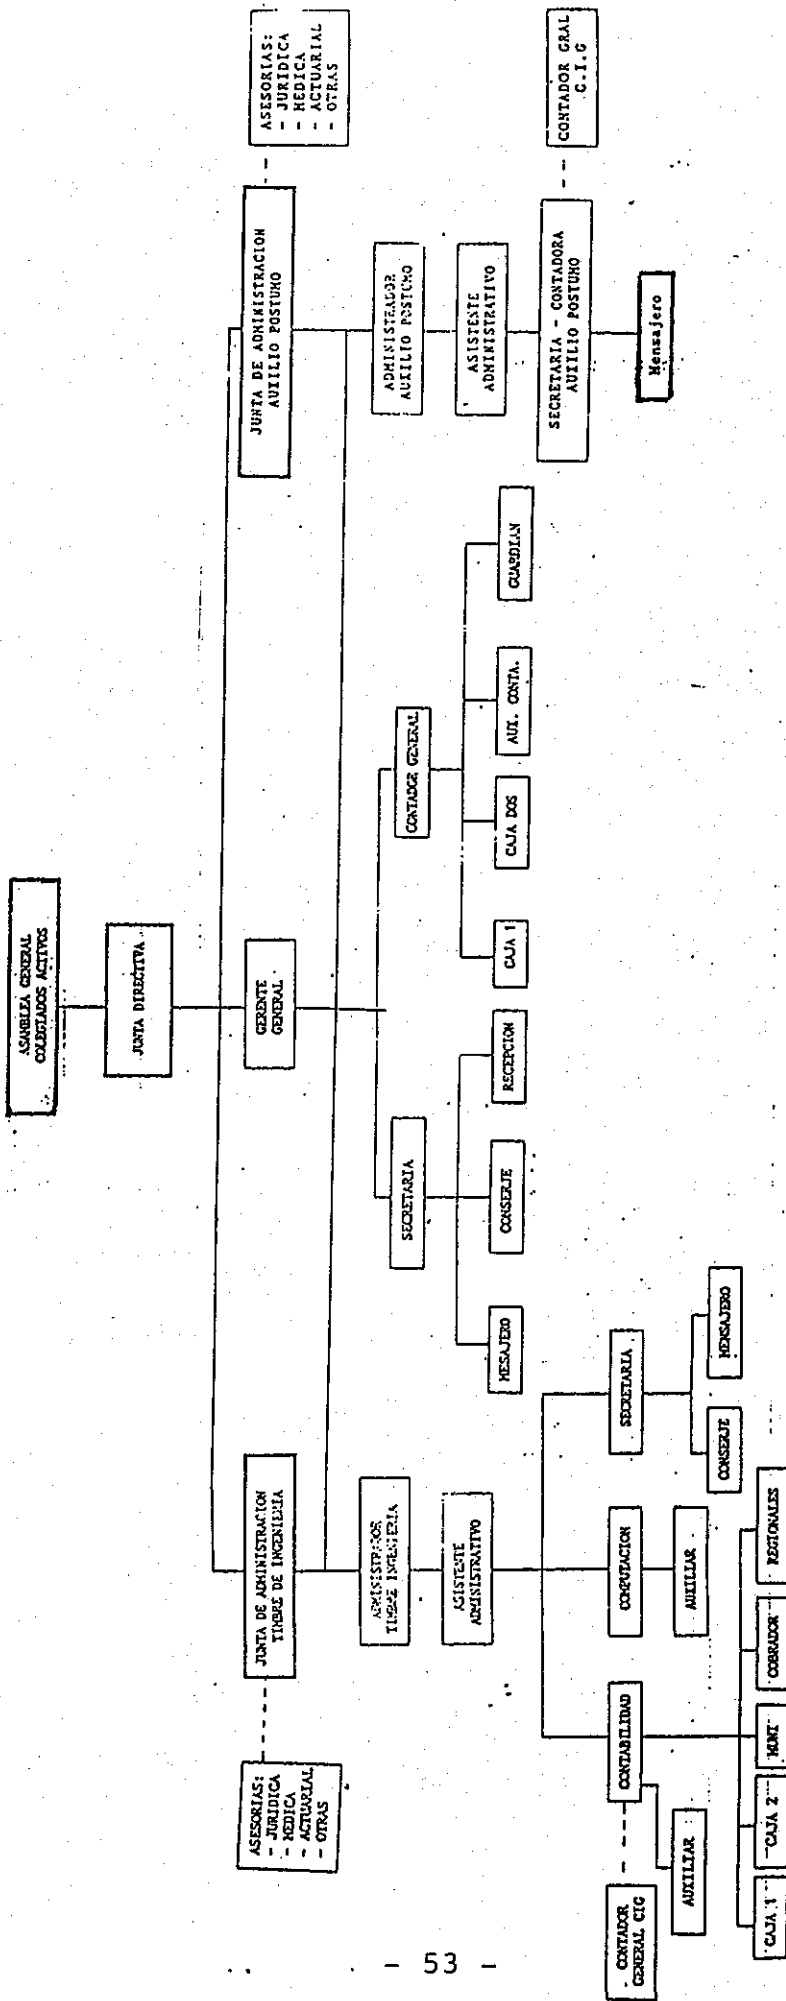 ASAMBLEA GENERAL
COLEGIADOS ACTIVOS
JUNTA DIRECTIVA
ASESORIAS:
- JURIDICA
- MEDICA
- ACTUARIAL
- OTRAS
JUNTA DE ADMINISTRACION
TIMBRE DE INGENIERIA
GERENTE
GENERAL
JUNTA DE ADMINISTRACION
AUXILIO POSTUMO
ASESORIAS:
- JURIDICA
- MEDICA
- ACTUARIAL
- OTRAS
ADMINISTRADOR
TIMBRE INGENIERIA
SECRETARIA
CONTADOR GENERAL
ADMINISTRADOR
AUXILIO POSTUMO
ASISTENTE
ADMINISTRATIVO
ASISTENTE
ADMINISTRATIVO
MESAJERO
CONSERJE
RECEPCION
CAJA 1
CAJA DOS
AUX. CONTA.
GUARDIAN
SECRETARIA - CONTADORA
AUXILIO POSTUMO
CONTADOR GRAL
C.I.G
CONTADOR
GENERAL CIG
CONTABILIDAD
COMPUTACION
SECRETARIA
Mensajero
AUXILIAR
AUXILIAR
CONSERJE
MENSAJERO
CAJA 1
CAJA 2
MUNI
COBRADOR
REGIONALES
- 53 -